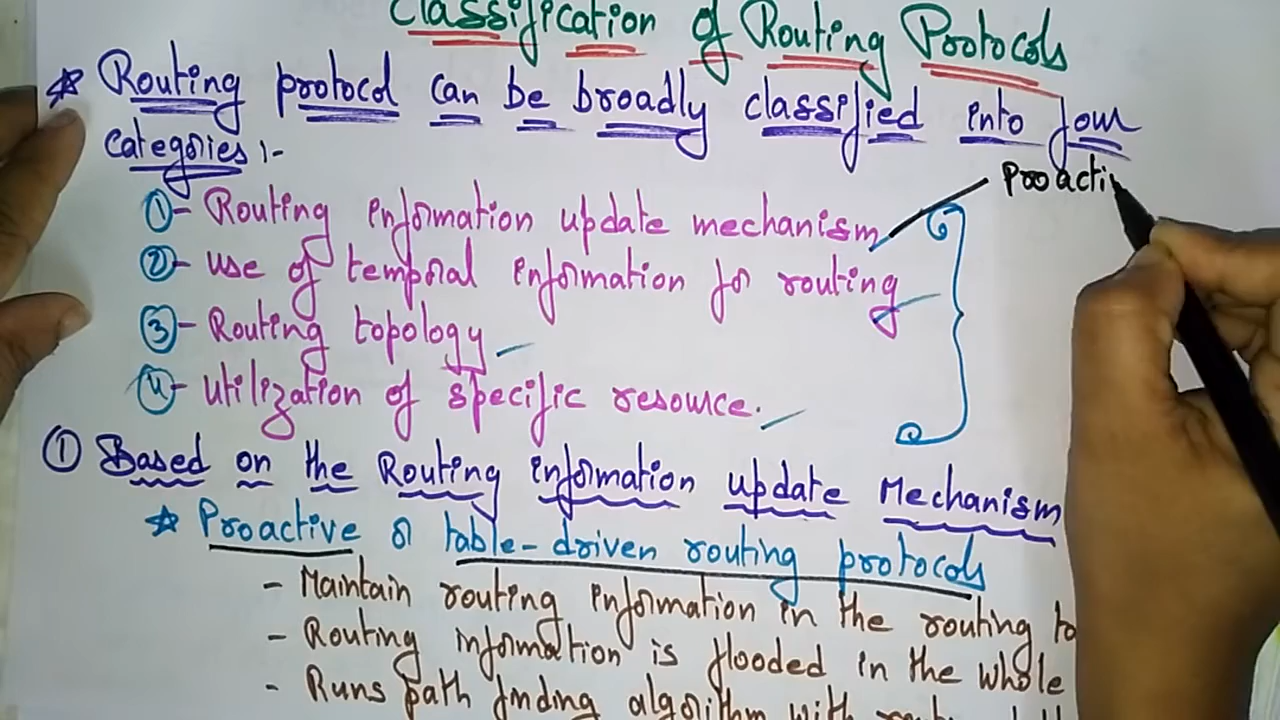 Classification of Routing Protocols
☆ Routing protocol can be broadly classified into four
categories :-
①- Routing information update mechanism
Proacti
②- use of temporal information for routing
③- Routing topology
④- Utilization of specific resource.
① Based on the Routing information update Mechanism
☆ Proactive or table-driven routing protocols
- Maintain routing information in the routing ta
- Routing information is flooded in the whole
- Runs path finding algorithm with